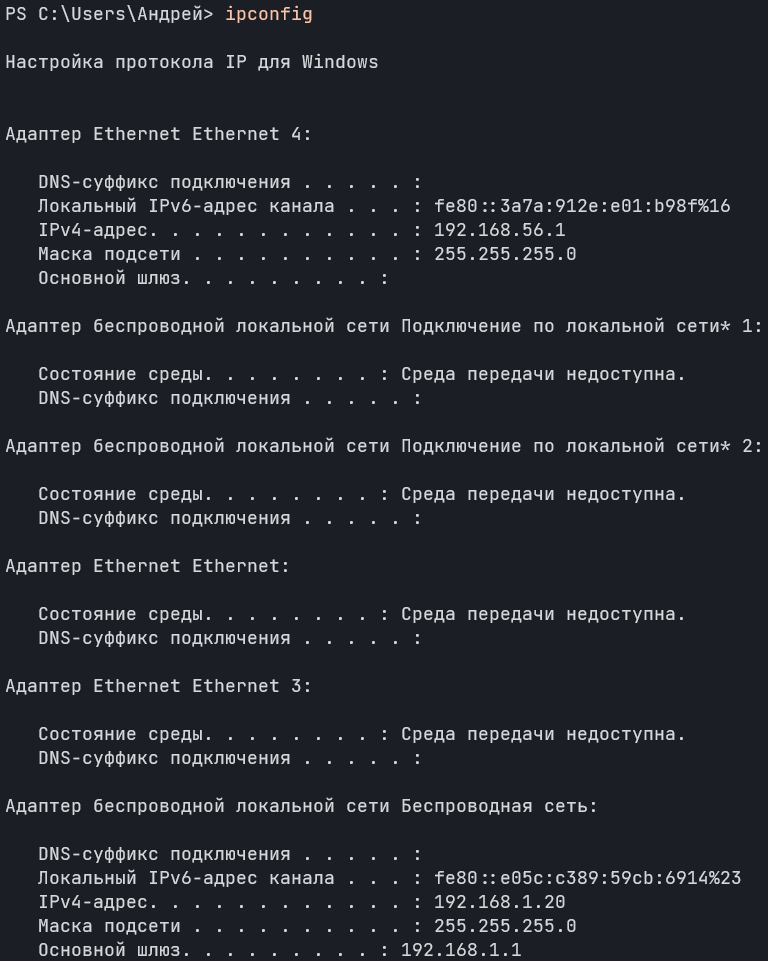 PS C:\Users\Андрей> ipconfig
Настройка протокола IP для Windows
Адаптер Ethernet Ethernet 4:
DNS-суффикс подключения . . . . . :
Локальный IPv6-адрес канала . . . : fe80::3a7a:912e:e01:b98f%16
IPv4-адрес. . . . . . . . . . . . : 192.168.56.1
Маска подсети . . . . . . . . . . : 255.255.255.0
Основной шлюз. . . . . . . . . :
Адаптер беспроводной локальной сети Подключение по локальной сети* 1:
Состояние среды. . . . . . . . : Среда передачи недоступна.
DNS-суффикс подключения . . . . . :
Адаптер беспроводной локальной сети Подключение по локальной сети* 2:
Состояние среды. . . . . . . . : Среда передачи недоступна.
DNS-суффикс подключения . . . . . :
Адаптер Ethernet Ethernet:
Состояние среды. . . . . . . . : Среда передачи недоступна.
DNS-суффикс подключения . . . . . :
Адаптер Ethernet Ethernet 3:
Состояние среды. . . . . . . . : Среда передачи недоступна.
DNS-суффикс подключения . . . . . :
Адаптер беспроводной локальной сети Беспроводная сеть:
DNS-суффикс подключения . . . . . :
Локальный IPv6-адрес канала . . . : fe80::e05c:c389:59cb:6914%23
IPv4-адрес. . . . . . . . . . . . : 192.168.1.20
Маска подсети . . . . . . . . . . : 255.255.255.0
Основной шлюз. . . . . . . . . : 192.168.1.1